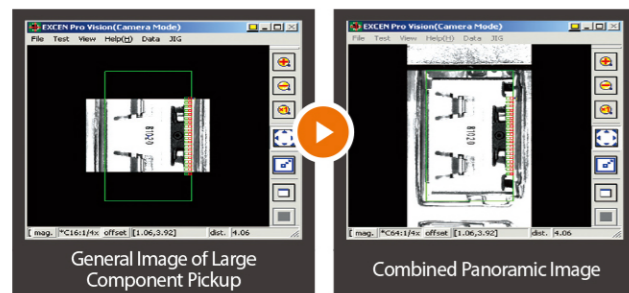 EXCEN Pro Vision(Camera Mode)
File Test View Help(H) Data JIG
B1020
[ mag. *C16:1/4x offset [1.06,3.92] dist. 4.06
General Image of Large
Component Pickup
EXCEN Pro Vision(Camera Mode)
File Test View Help(H) Data JIG
B1020
[ mag. *C64:1/4x offset [1.06,3.92] dist. 4.06
Combined Panoramic Image